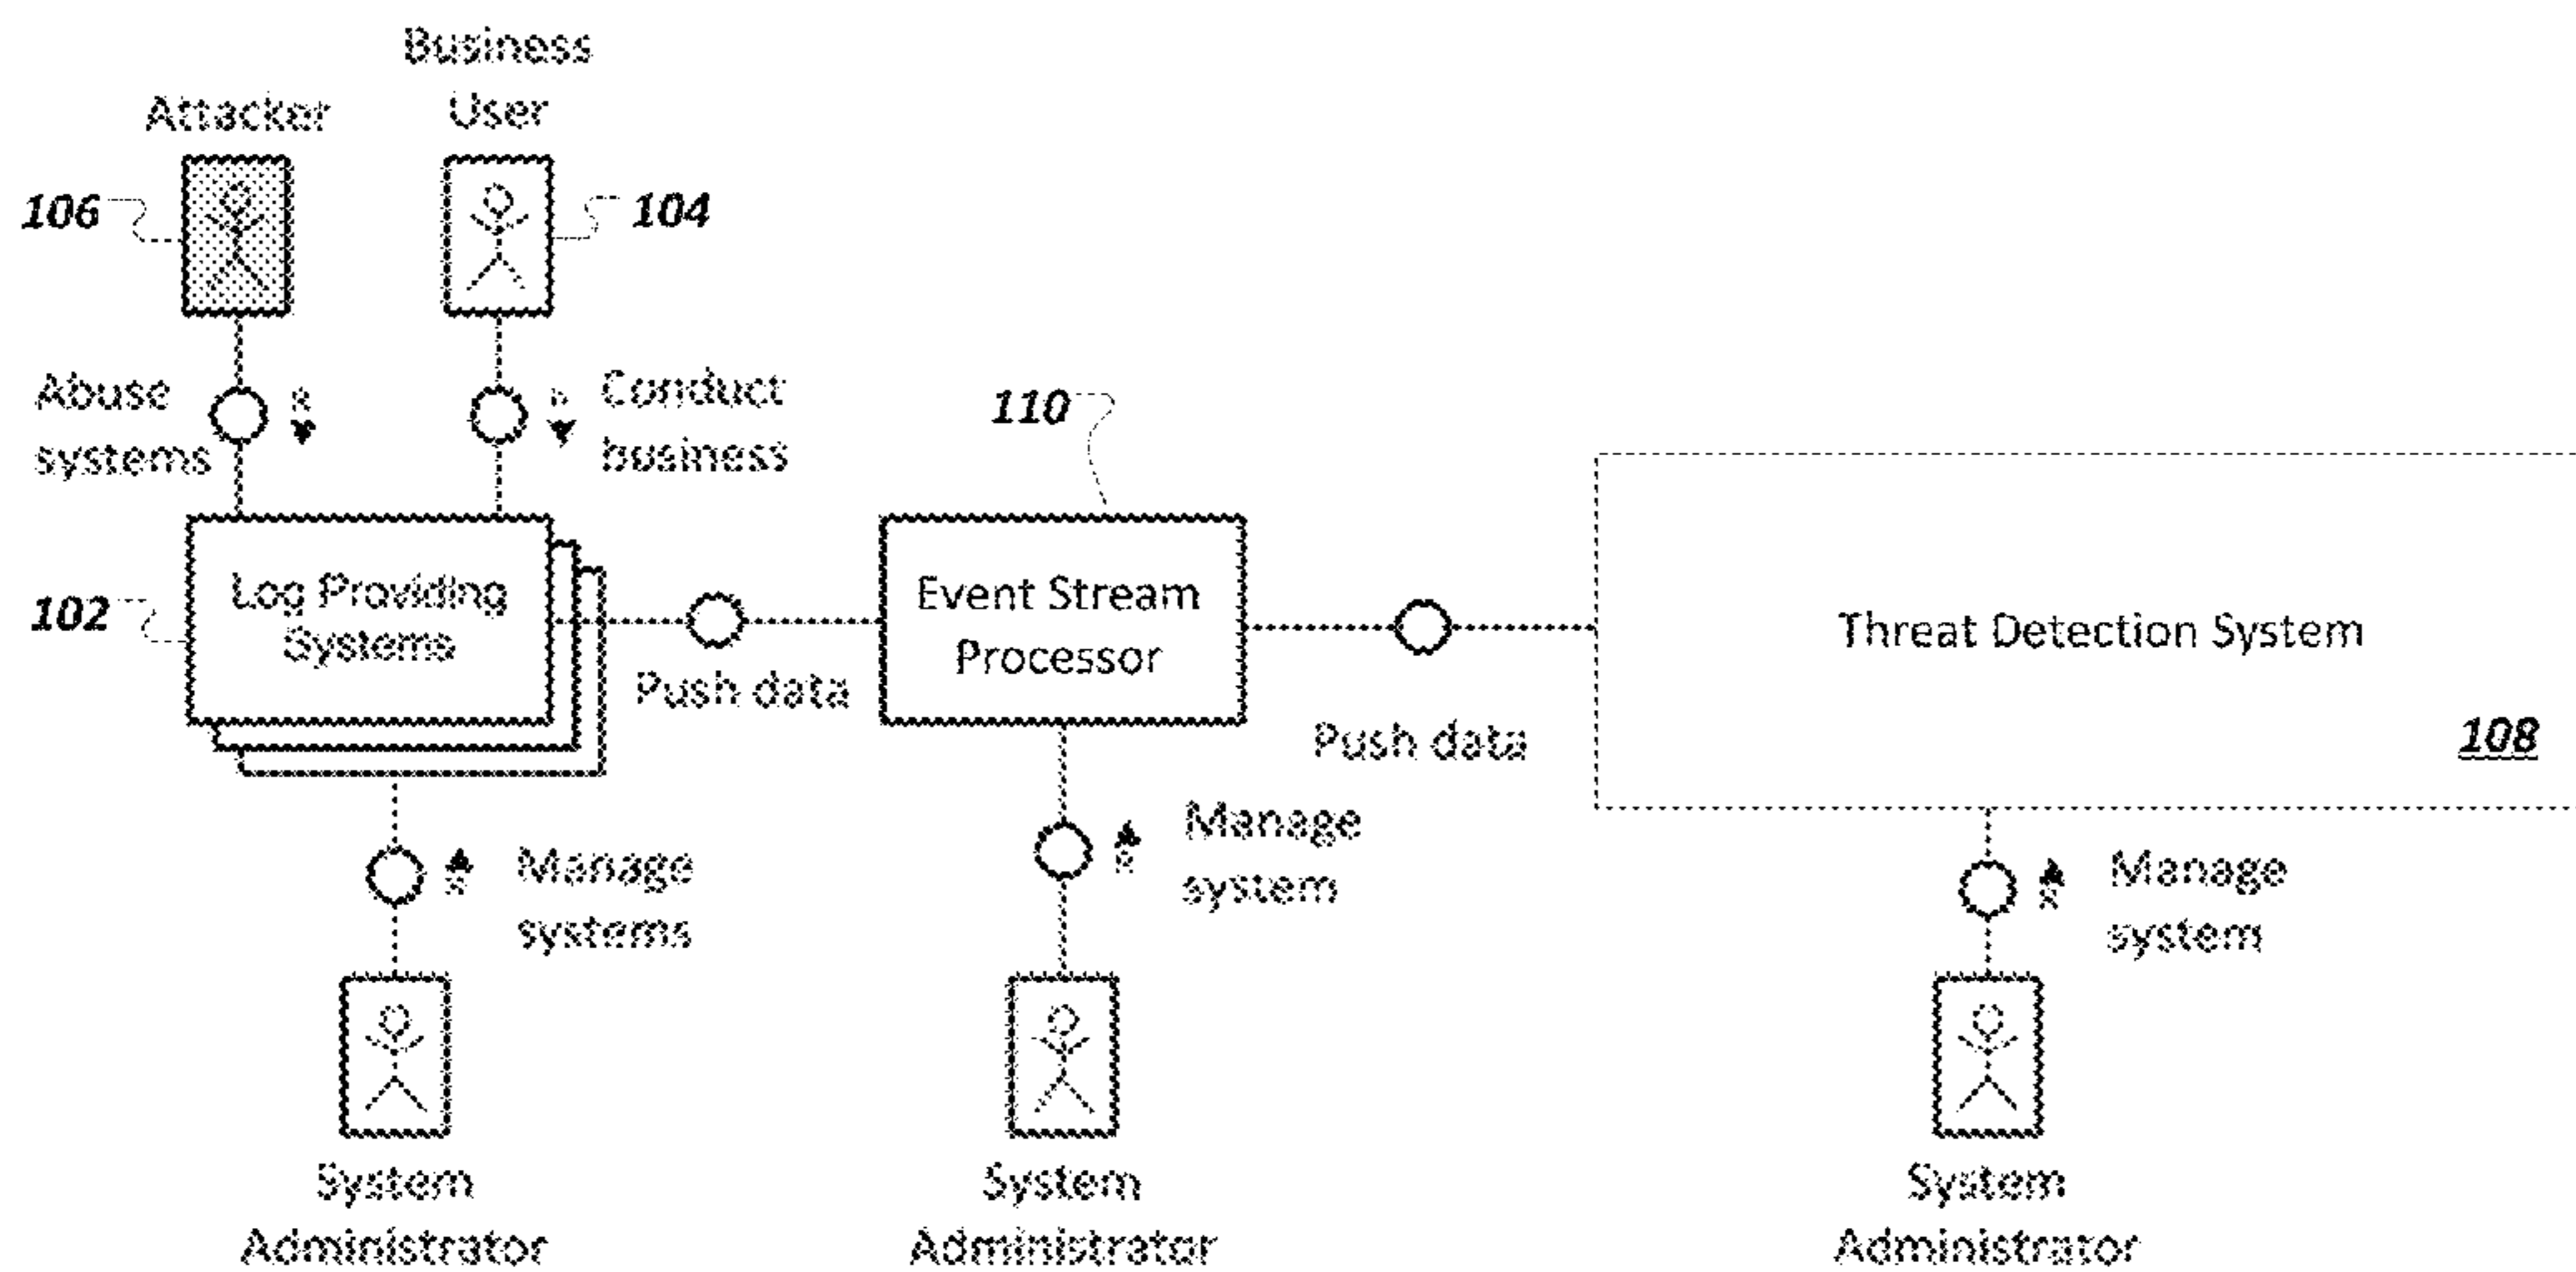 Business
User
Attacker
106
104
Abuse
systems
R
Conduct
business
110
102
Log Providing
Systems
Push data
Event Stream
Processor
Push data
Threat Detection System
108
Manage
systems
R
Manage
system
R
Manage
system
System
Administrator
System
Administrator
System
Administrator